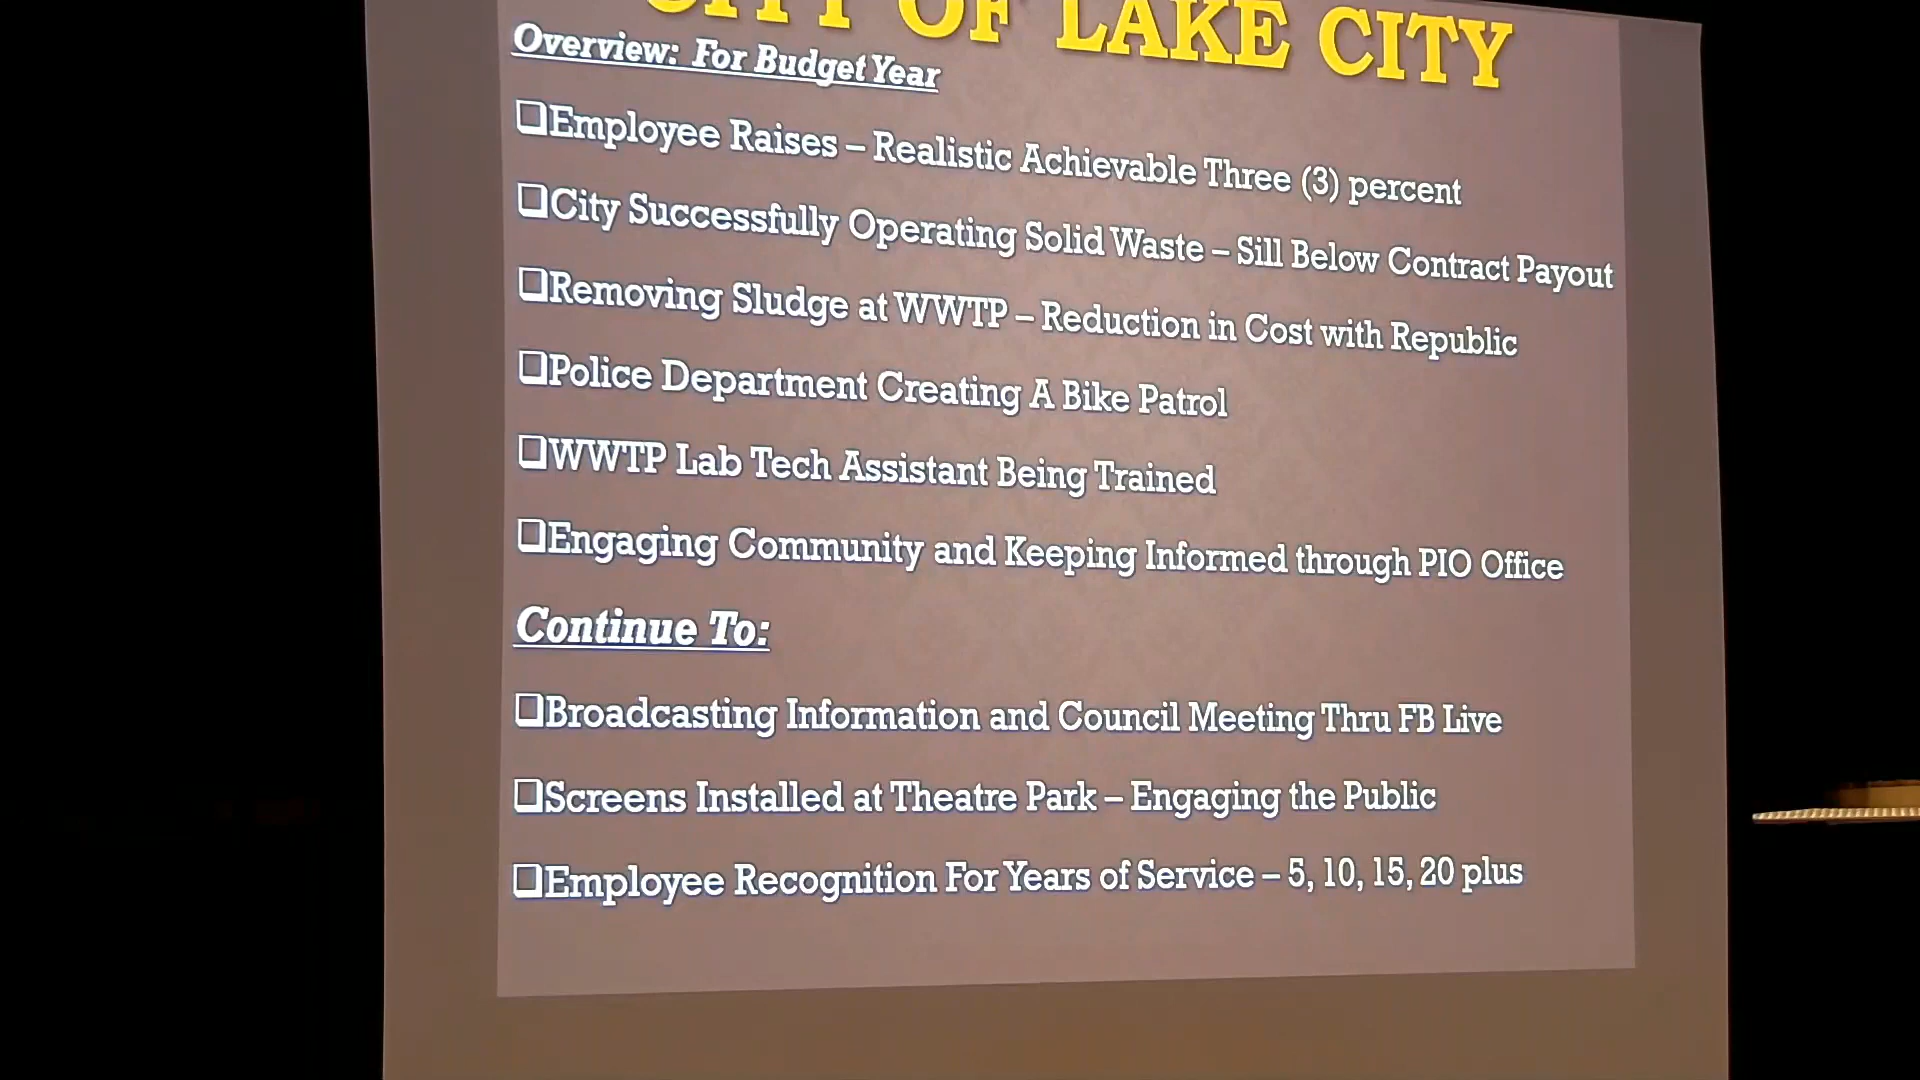 CITY OF LAKE CITY
Overview: For Budget Year
❑Employee Raises – Realistic Achievable Three (3) percent
❑City Successfully Operating Solid Waste – Sill Below Contract Payout
❑Removing Sludge at WWTP – Reduction in Cost with Republic
❑Police Department Creating A Bike Patrol
❑WWTP Lab Tech Assistant Being Trained
❑Engaging Community and Keeping Informed through PIO Office
Continue To:
❑Broadcasting Information and Council Meeting Thru FB Live
❑Screens Installed at Theatre Park – Engaging the Public
❑Employee Recognition For Years of Service – 5, 10, 15, 20 plus